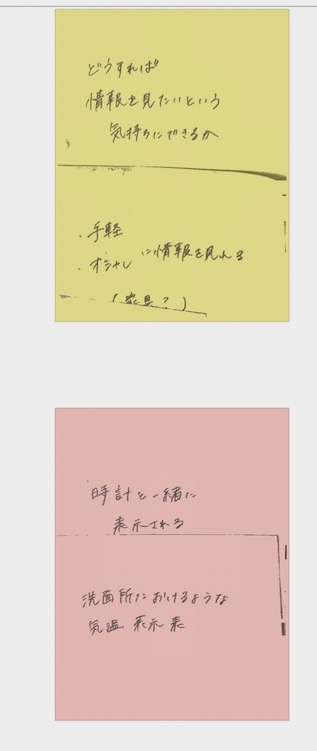 どうすれば
情報を見たいという
気持ちにできるか
・手軽
・オシャレ に情報を見れる
(家具?)
時計と一緒に
表示される
洗面所におけるような
気温 表示 表